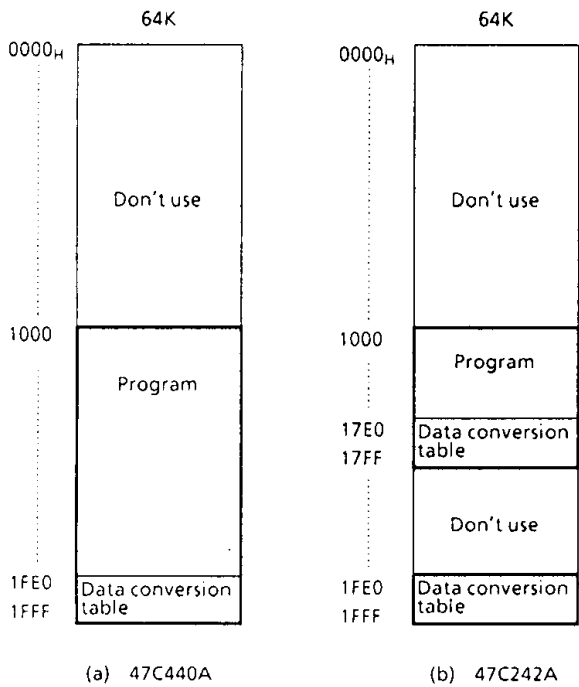 64K
0000H
Don't use
1000
Program
1FE0
Data conversion
table
1FFF
(a) 47C440A
64K
0000H
Don't use
1000
Program
17E0
Data conversion
table
17FF
Don't use
1FE0
Data conversion
table
1FFF
(b) 47C242A